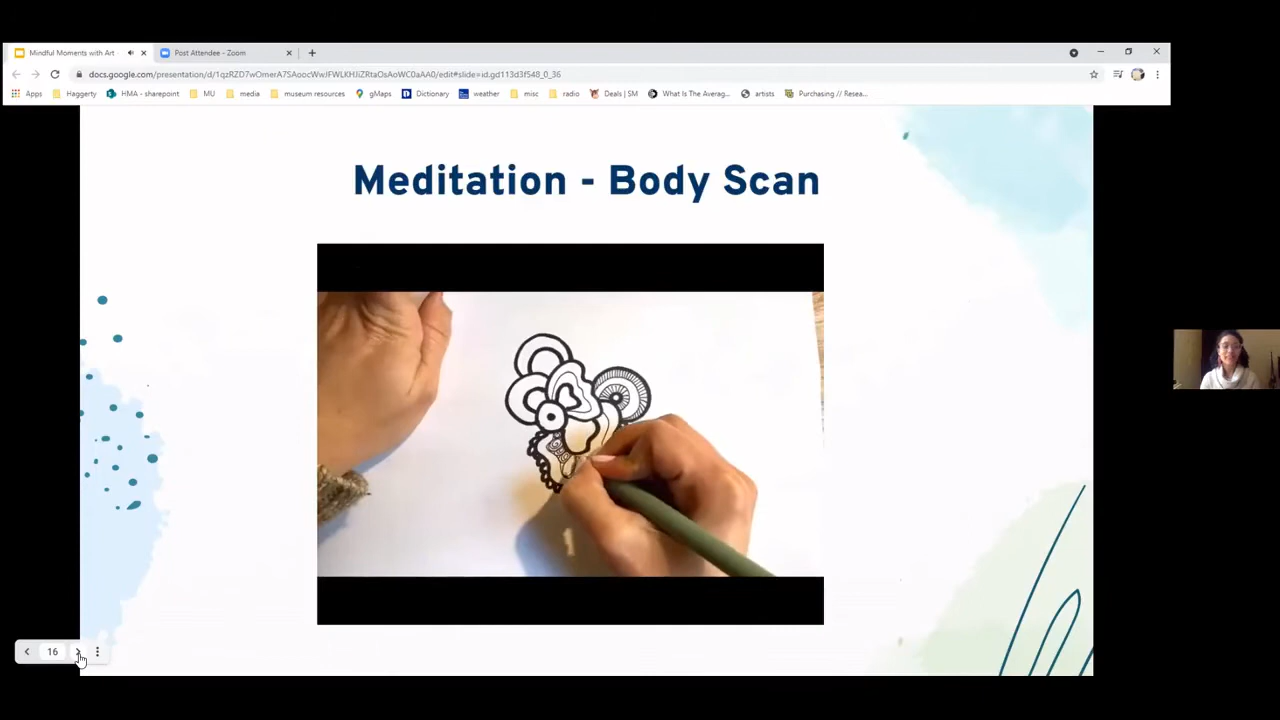 Mindful Moments with Art
Post Attendee - Zoom
docs.google.com/presentation/d/1qzRZD7wOmerA7SAoocWwJFWLKHJiZRtaOsAoWC0aAA0/edit#slide=id.gd113d3f548_0_36
Apps Haggerty HMA - sharepoint MU media museum resources gMaps Dictionary weather misc radio Deals | SM What Is The Averag... artists Purchasing // Resea...
Meditation - Body Scan
16